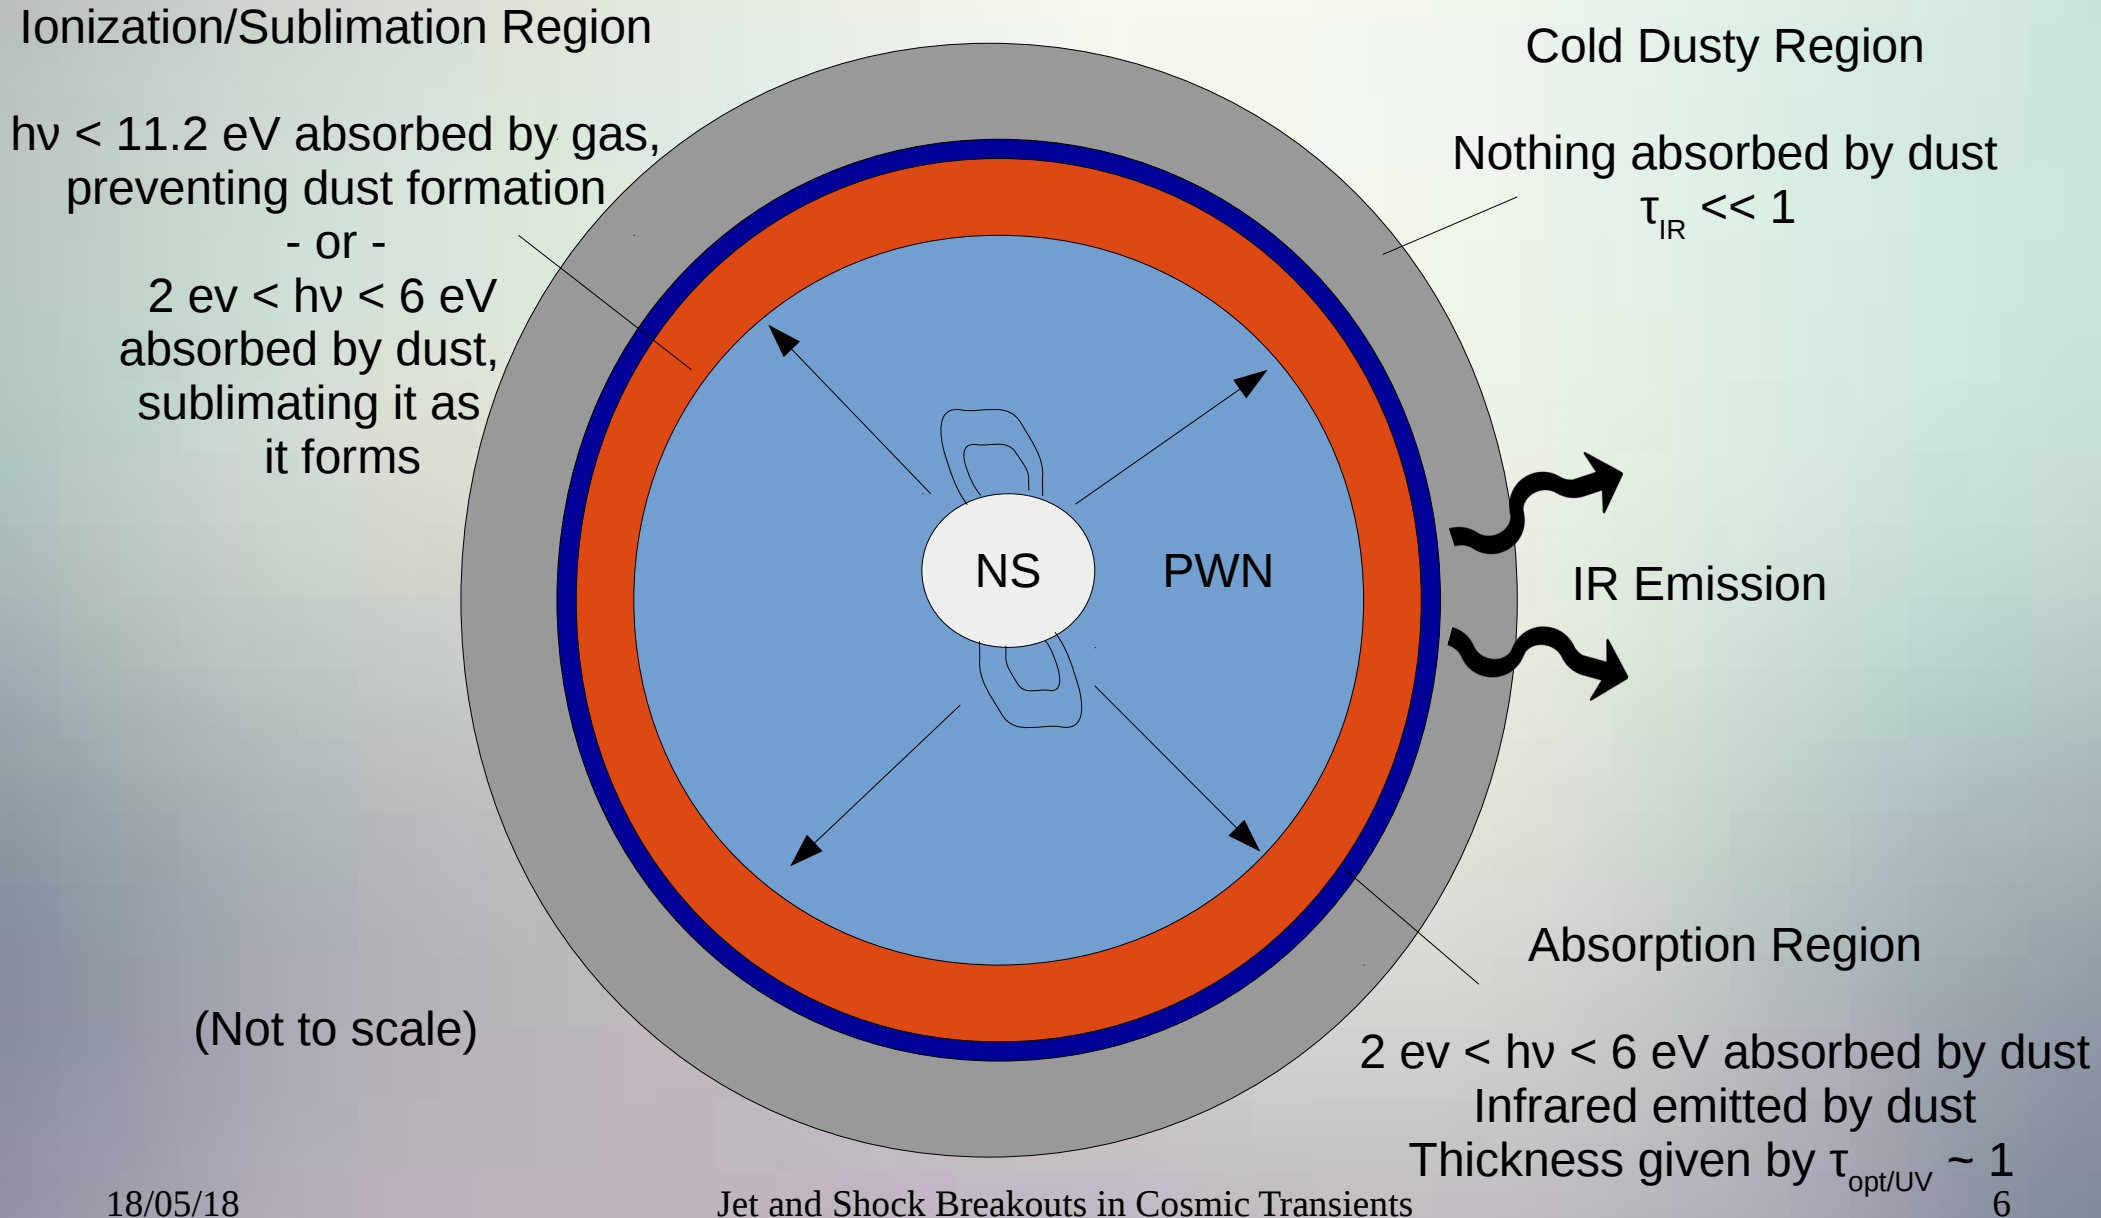 Ionization/Sublimation Region
hν < 11.2 eV absorbed by gas,
preventing dust formation
- or -
2 ev < hν < 6 eV
absorbed by dust,
sublimating it as
it forms
Cold Dusty Region
Nothing absorbed by dust
τIR << 1
NS
PWN
IR Emission
Absorption Region
2 ev < hν < 6 eV absorbed by dust
Infrared emitted by dust
Thickness given by τopt/UV ~ 1
(Not to scale)
18/05/18
Jet and Shock Breakouts in Cosmic Transients
6